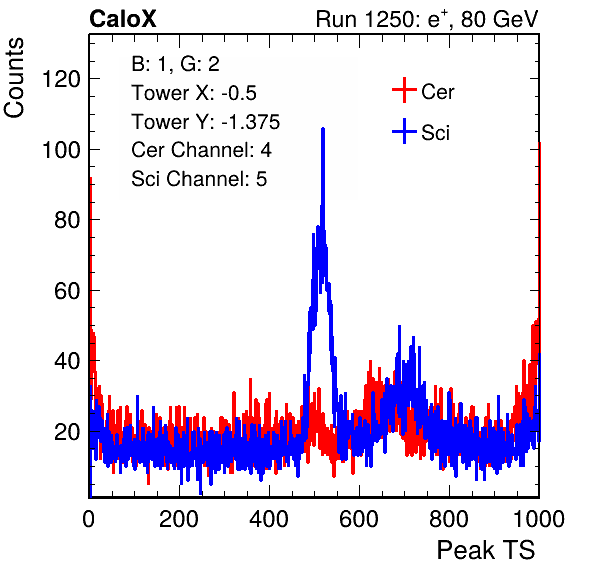 CaloX Run 1250: e⁺, 80 GeV
Counts
B: 1, G: 2
Tower X: -0.5
Tower Y: -1.375
Cer Channel: 4
Sci Channel: 5
Cer
Sci
120
100
80
60
40
20
0 200 400 600 800 1000
Peak TS